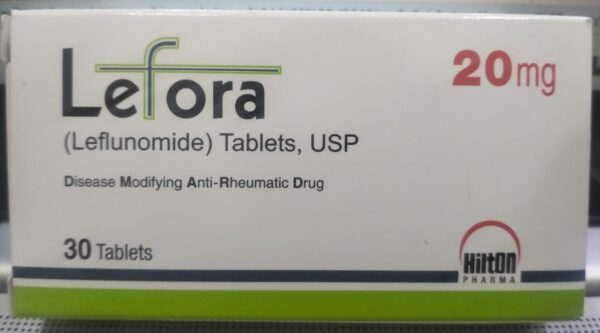 Lefora
20mg
(Leflunomide) Tablets, USP
Disease Modifying Anti-Rheumatic Drug
30 Tablets
HiltOn
PHARMA